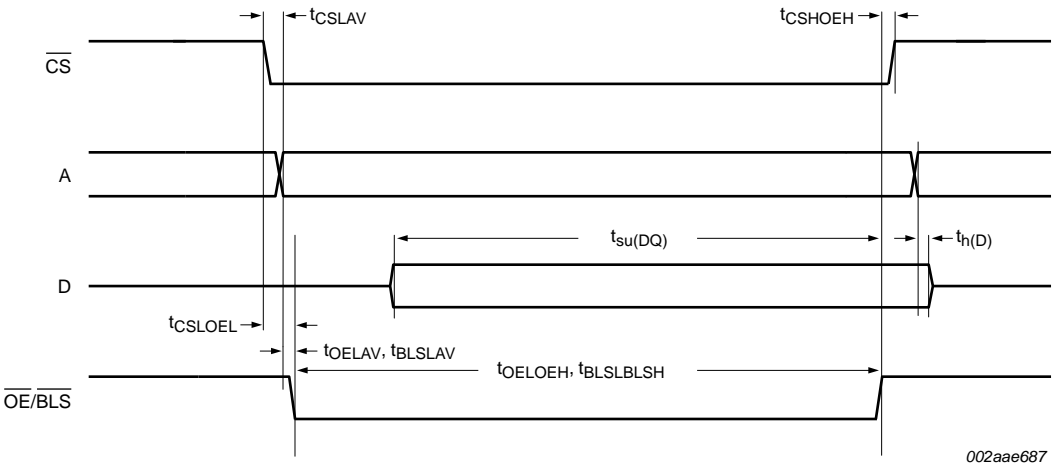 tCSLAV
tCSHOEH
CS
A
tsu(DQ)
th(D)
D
tCSLOEL
tOELAV, tBLSLAV
tOELOEH, tBLSLBLSH
OE/BLS
002aae687